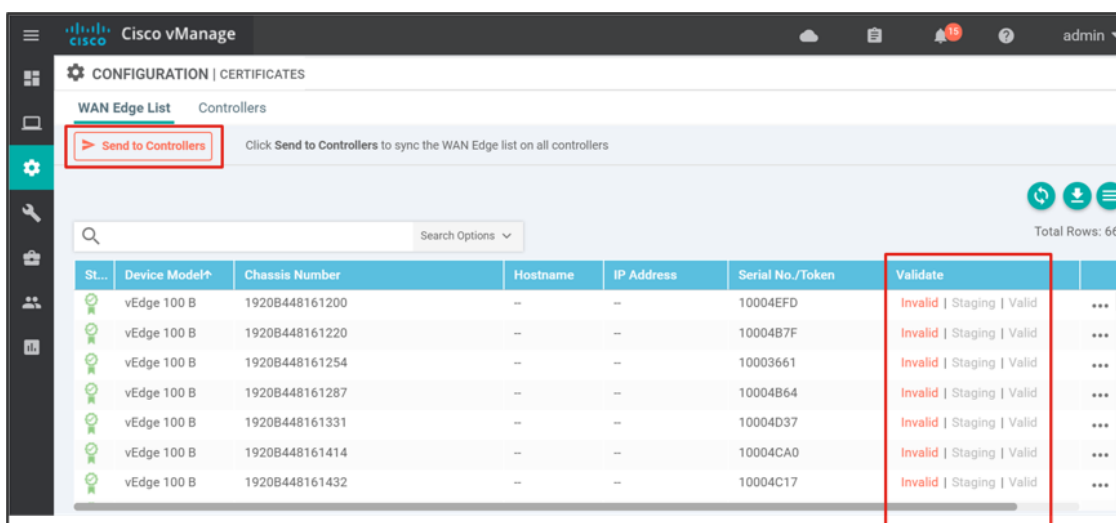 cisco Cisco vManage 15 admin
CONFIGURATION | CERTIFICATES
WAN Edge List Controllers
Send to Controllers Click Send to Controllers to sync the WAN Edge list on all controllers
Search Options Total Rows: 66
St... Device Model↑ Chassis Number Hostname IP Address Serial No./Token Validate
vEdge 100 B 1920B448161200 -- -- 10004EFD Invalid | Staging | Valid ...
vEdge 100 B 1920B448161220 -- -- 10004B7F Invalid | Staging | Valid ...
vEdge 100 B 1920B448161254 -- -- 10003661 Invalid | Staging | Valid ...
vEdge 100 B 1920B448161287 -- -- 10004B64 Invalid | Staging | Valid ...
vEdge 100 B 1920B448161331 -- -- 10004D37 Invalid | Staging | Valid ...
vEdge 100 B 1920B448161414 -- -- 10004CA0 Invalid | Staging | Valid ...
vEdge 100 B 1920B448161432 -- -- 10004C17 Invalid | Staging | Valid ...